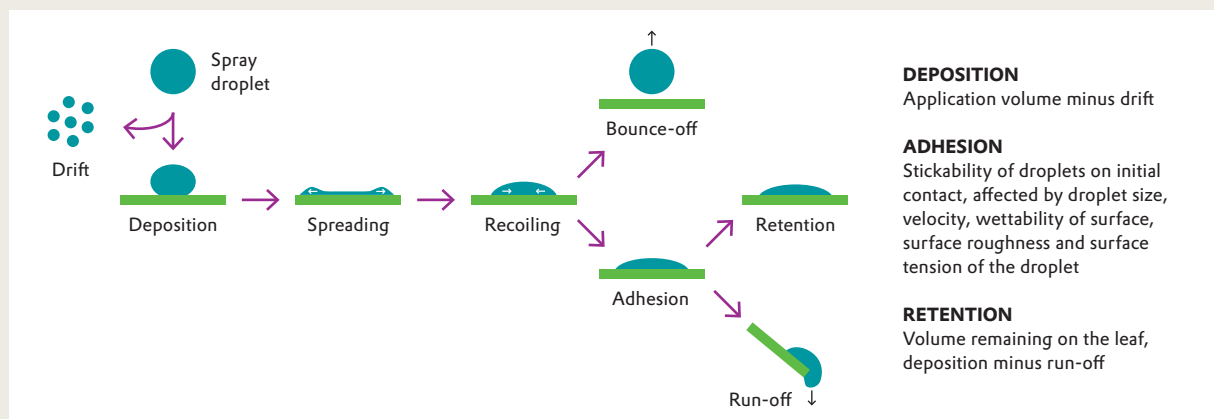 Spray
droplet
Drift
Deposition
Spreading
Recoiling
Bounce-off
Adhesion
Retention
Run-off
DEPOSITION
Application volume minus drift
ADHESION
Stickability of droplets on initial
contact, affected by droplet size,
velocity, wettability of surface,
surface roughness and surface
tension of the droplet
RETENTION
Volume remaining on the leaf,
deposition minus run-off